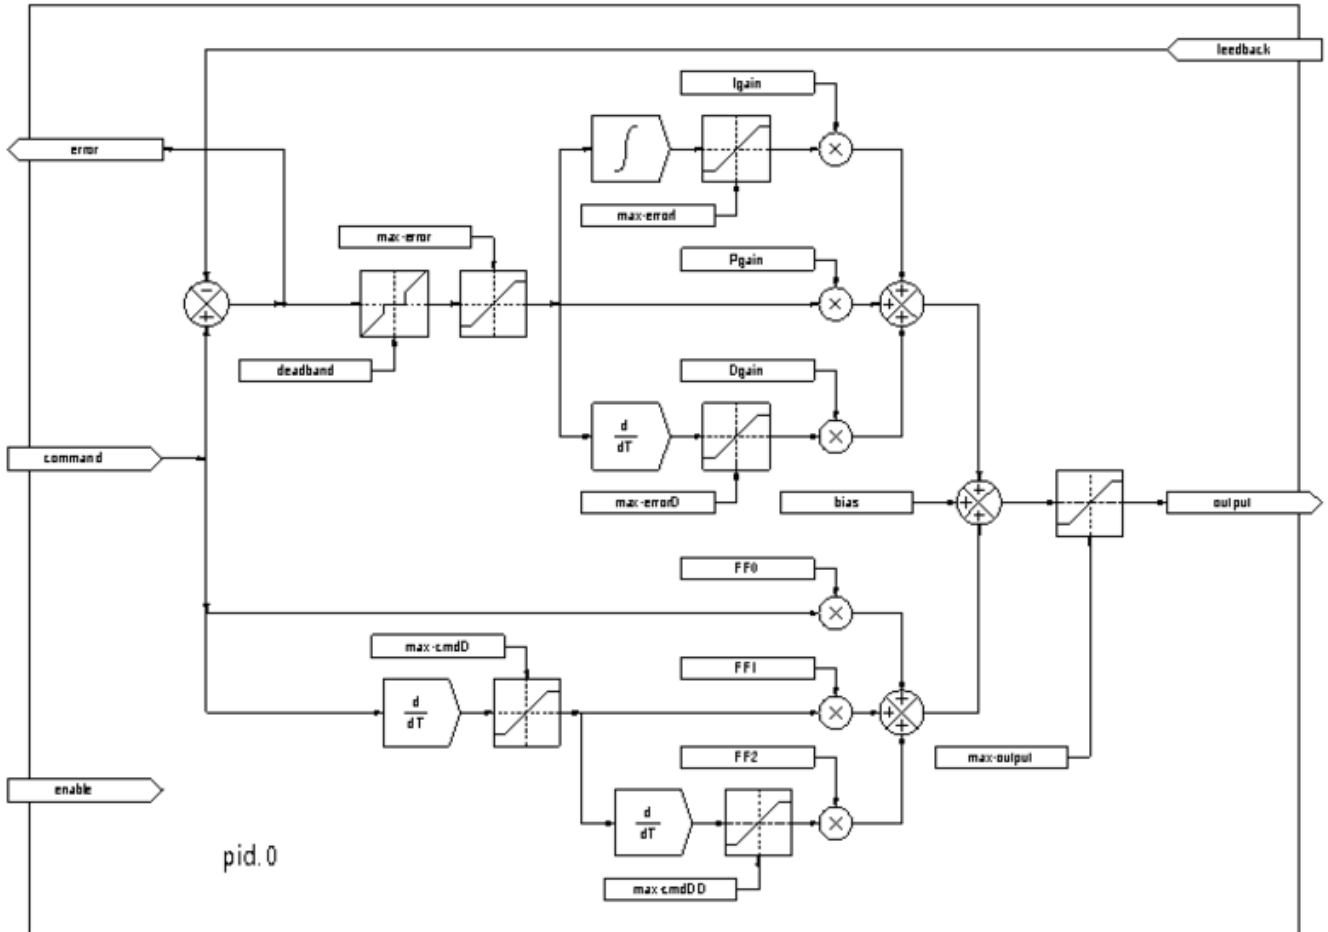 feedback
Igain
error
max-errorI
max-error
Pgain
deadband
Dgain
d
dT
command
max-errorD
bias
output
FF0
max-cmdD
FF1
d
dT
FF2
max-output
enable
d
dT
pid.0
max-cmdDD